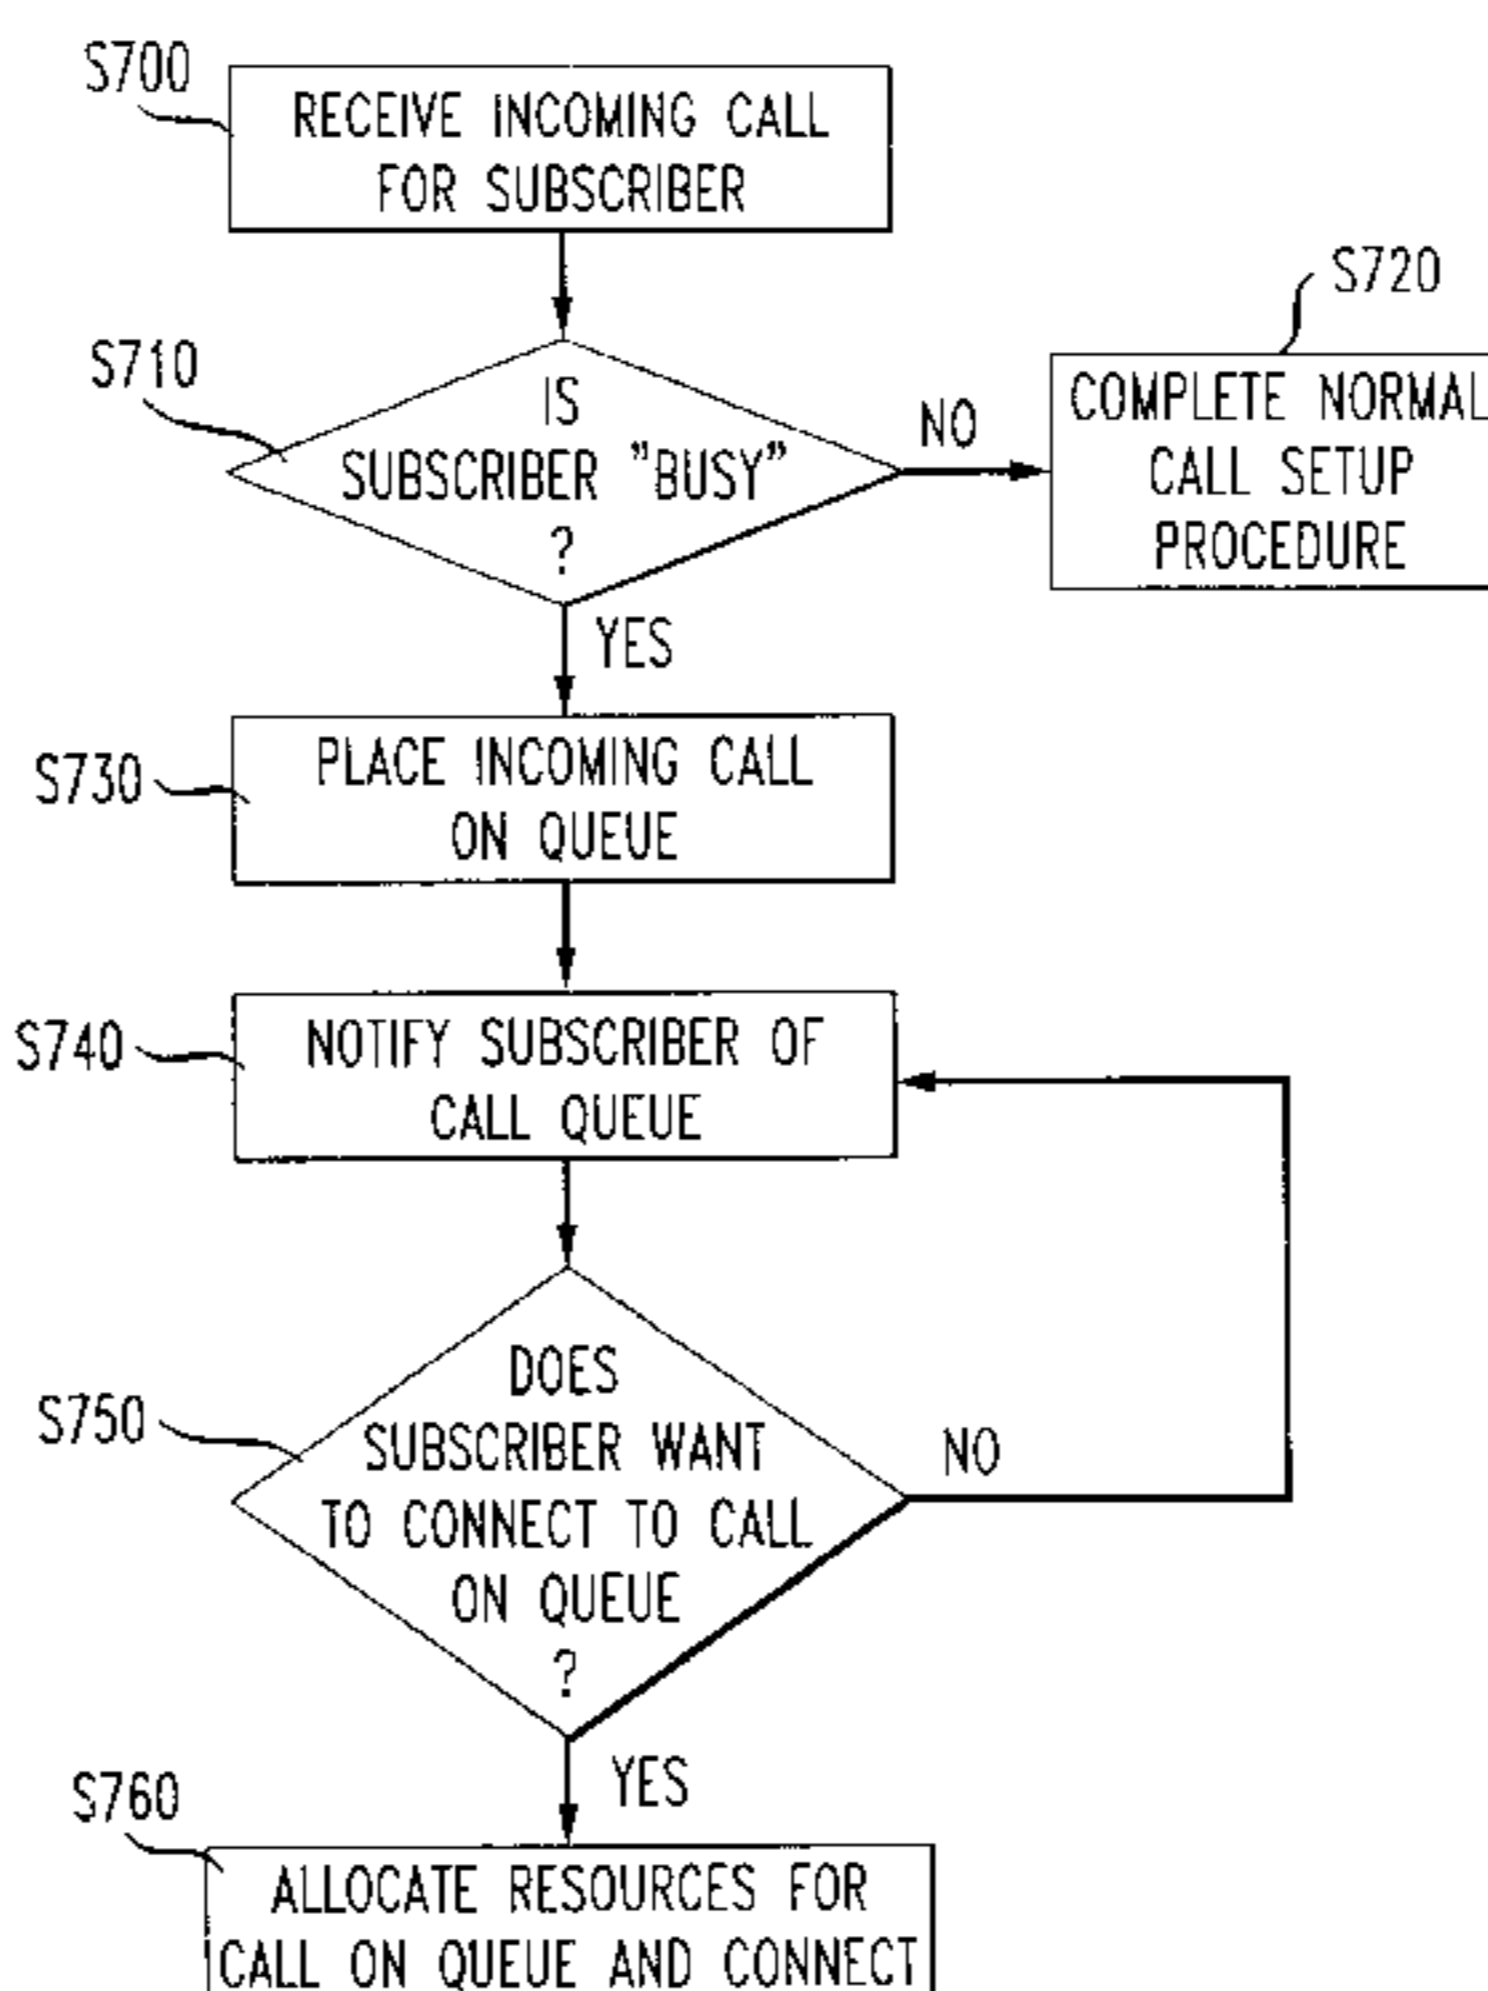 S700
RECEIVE INCOMING CALL
FOR SUBSCRIBER
S710
IS
SUBSCRIBER "BUSY"
?
NO
S720
COMPLETE NORMAL
CALL SETUP
PROCEDURE
YES
S730
PLACE INCOMING CALL
ON QUEUE
S740
NOTIFY SUBSCRIBER OF
CALL QUEUE
S750
DOES
SUBSCRIBER WANT
TO CONNECT TO CALL
ON QUEUE
?
NO
YES
S760
ALLOCATE RESOURCES FOR
CALL ON QUEUE AND CONNECT